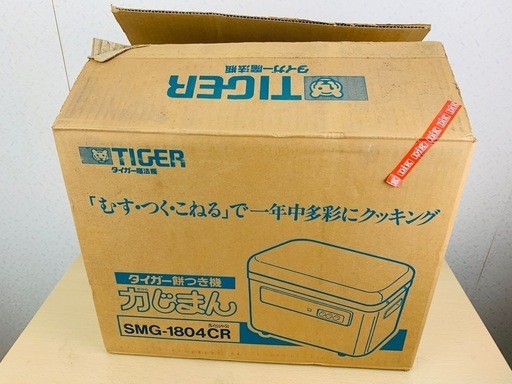 TIGER
タイガー魔法瓶
TIGER
タイガー魔法瓶
「むす・つく・こねる」で一年中多彩にクッキング
タイガー餅つき機
力じまん
SMG-1804CR